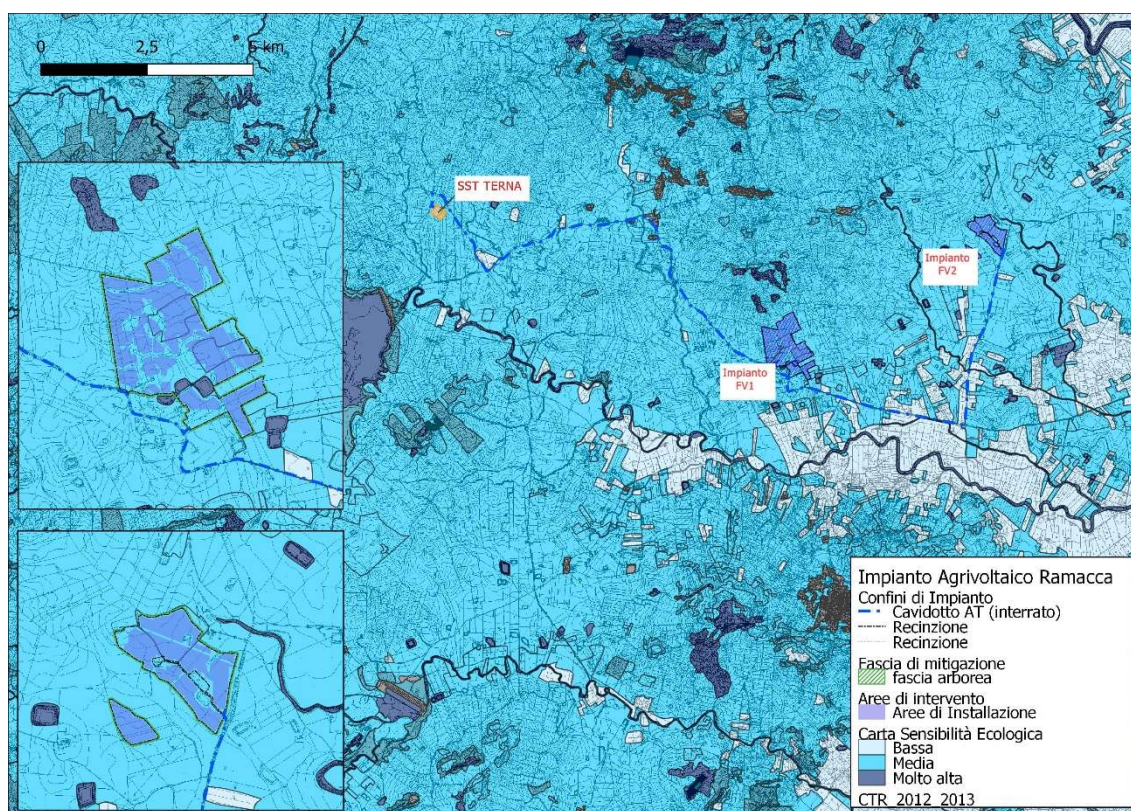 0 2,5 5 km
SST TERNA
Impianto
FV2
Impianto
FV1
Impianto Agrivoltaico Ramacca
Confini di Impianto
Cavidotto AT (interrato)
Recinzione
Recinzione
Fascia di mitigazione
fascia arborea
Aree di intervento
Aree di Installazione
Carta Sensibilità Ecologica
Bassa
Media
Molto alta
CTR_2012_2013